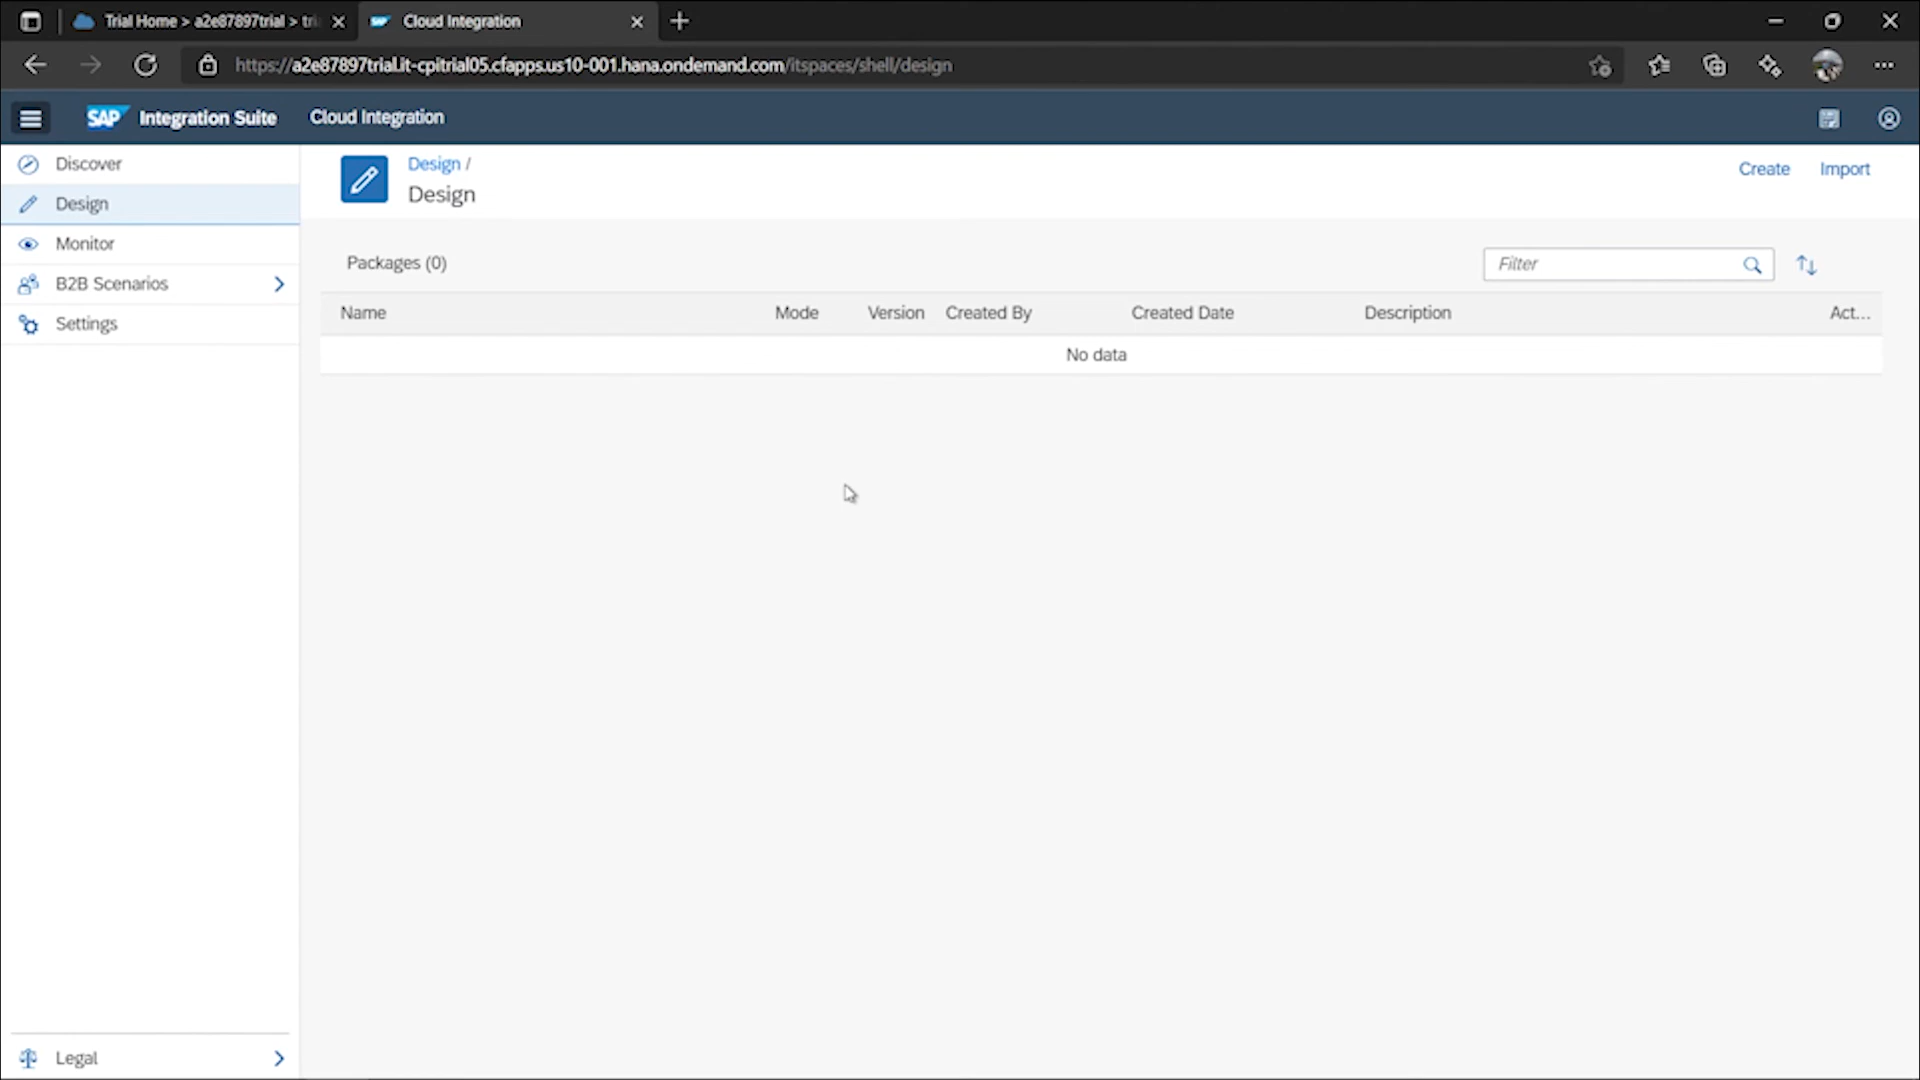 Trial Home > a2e87897trial > tri
Cloud Integration
https://a2e87897trial.it-cpitrial05.cfapps.us10-001.hana.ondemand.com/itspaces/shell/design
SAP Integration Suite Cloud Integration
Discover
Design
Monitor
B2B Scenarios
Settings
Legal
Design /
Design
Create Import
Packages (0)
Filter
Name Mode Version Created By Created Date Description Act...
No data